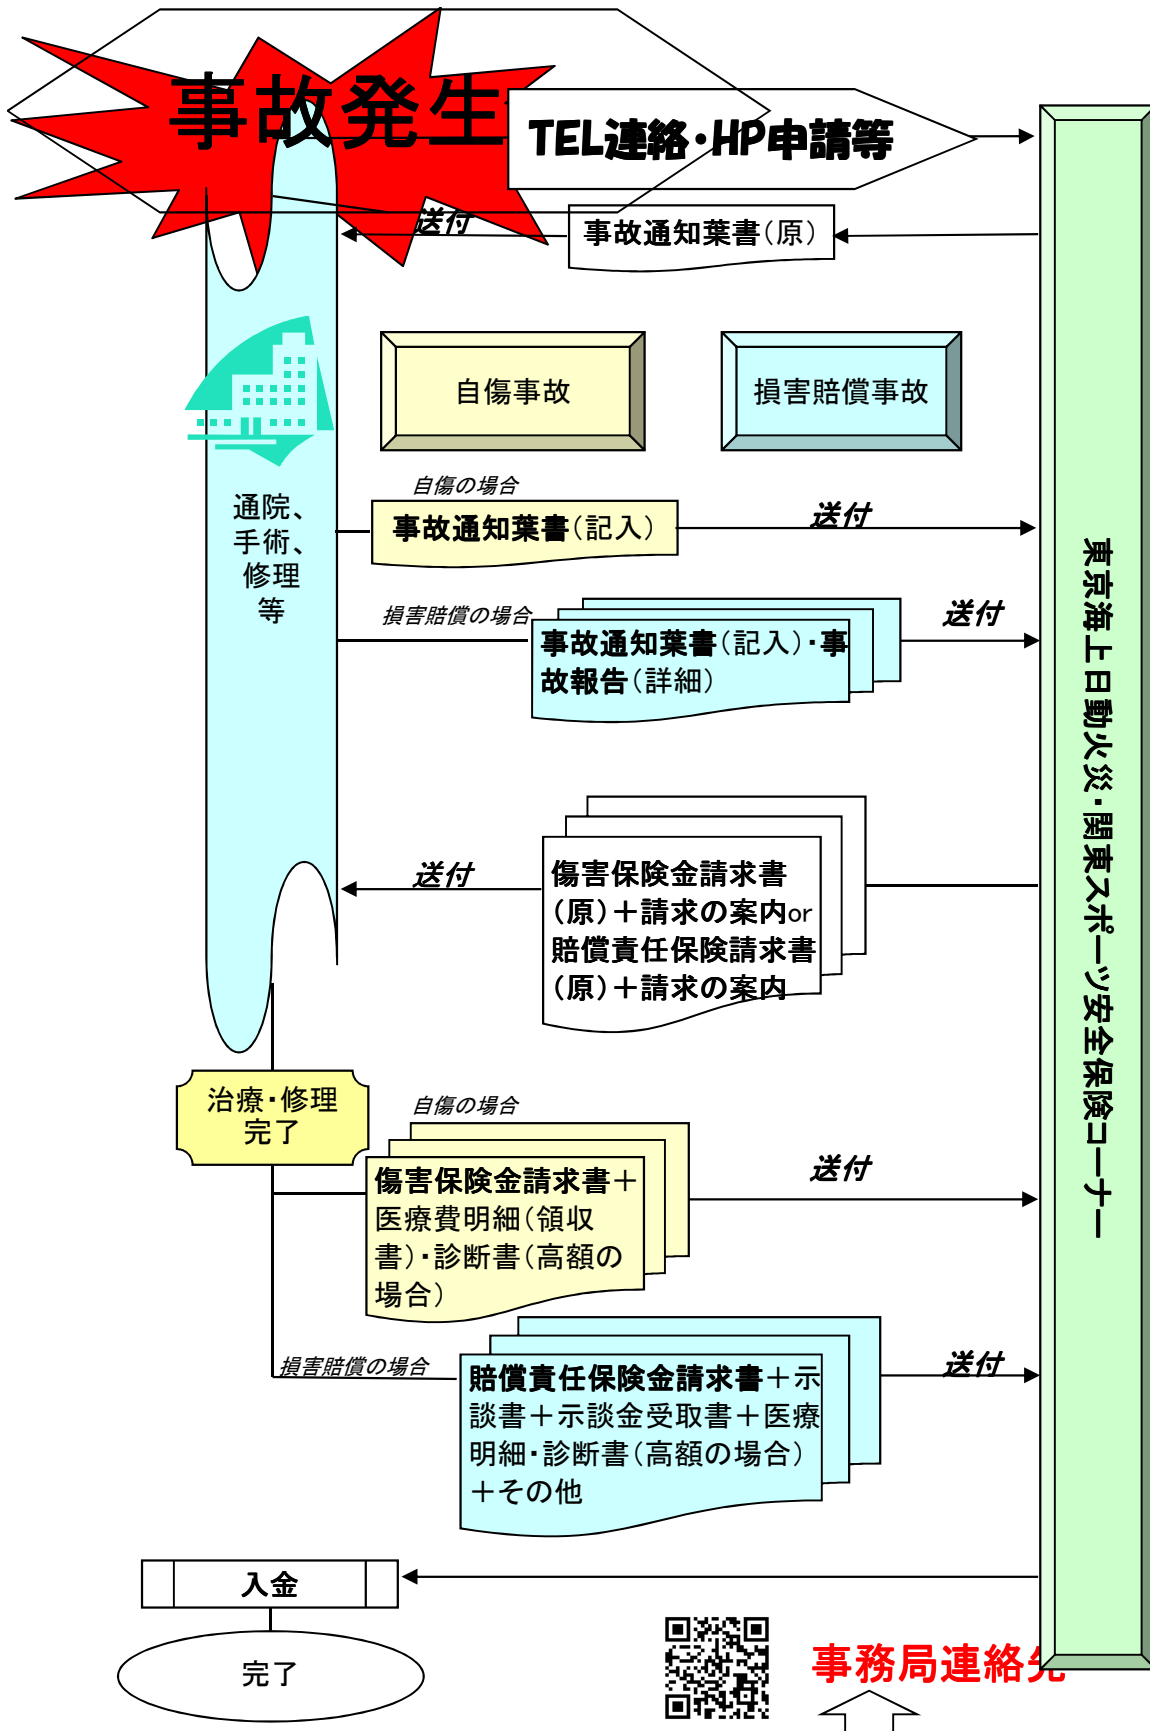 事故発生
TEL連絡・HP申請等
送付
事故通知葉書（原）
自傷事故
損害賠償事故
自傷の場合
通院、
手術、
修理
等
事故通知葉書（記入）
送付
損害賠償の場合
事故通知葉書（記入）・事
故報告（詳細）
送付
東京海上日動火災・関東スポーツ安全保険コーナー
送付
傷害保険金請求書
（原）＋請求の案内or
賠償責任保険請求書
（原）＋請求の案内
治療・修理
完了
自傷の場合
傷害保険金請求書＋
医療費明細（領収
書）・診断書（高額の
場合）
送付
損害賠償の場合
賠償責任保険金請求書＋示
談書＋示談金受取書＋医療
明細・診断書（高額の場合）
＋その他
送付
入金
完了
事務局連絡先